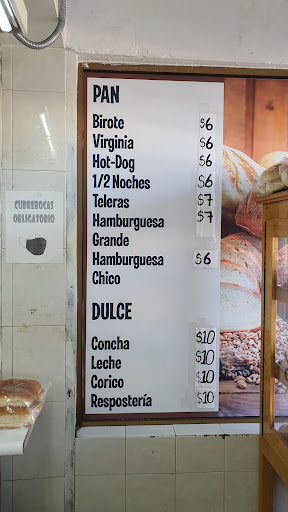 CUBREBOCAS
OBLIGATORIO
PAN
Birote $6
Virginia $6
Hot-Dog $6
1/2 Noches $6
Teleras $7
Hamburguesa $7
Grande
Hamburguesa $6
Chico
DULCE
Concha $10
Leche $10
Corico $10
Respostería $10